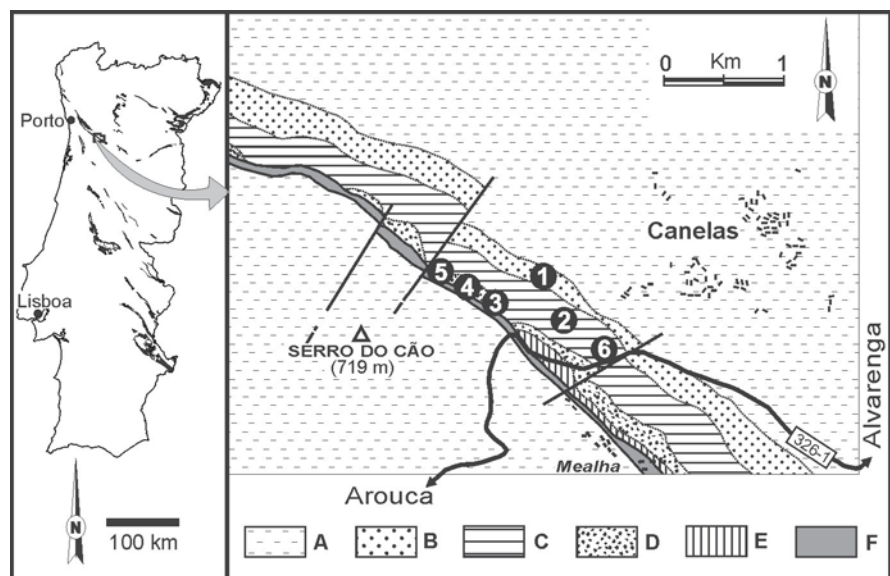 Porto
Lisboa
N
100 km
Km
0 1
N
Canelas
1
5
4
3
2
6
SERRO DO CÃO
(719 m)
Alvarenga
326-1
Mealha
Arouca
A B C D E F